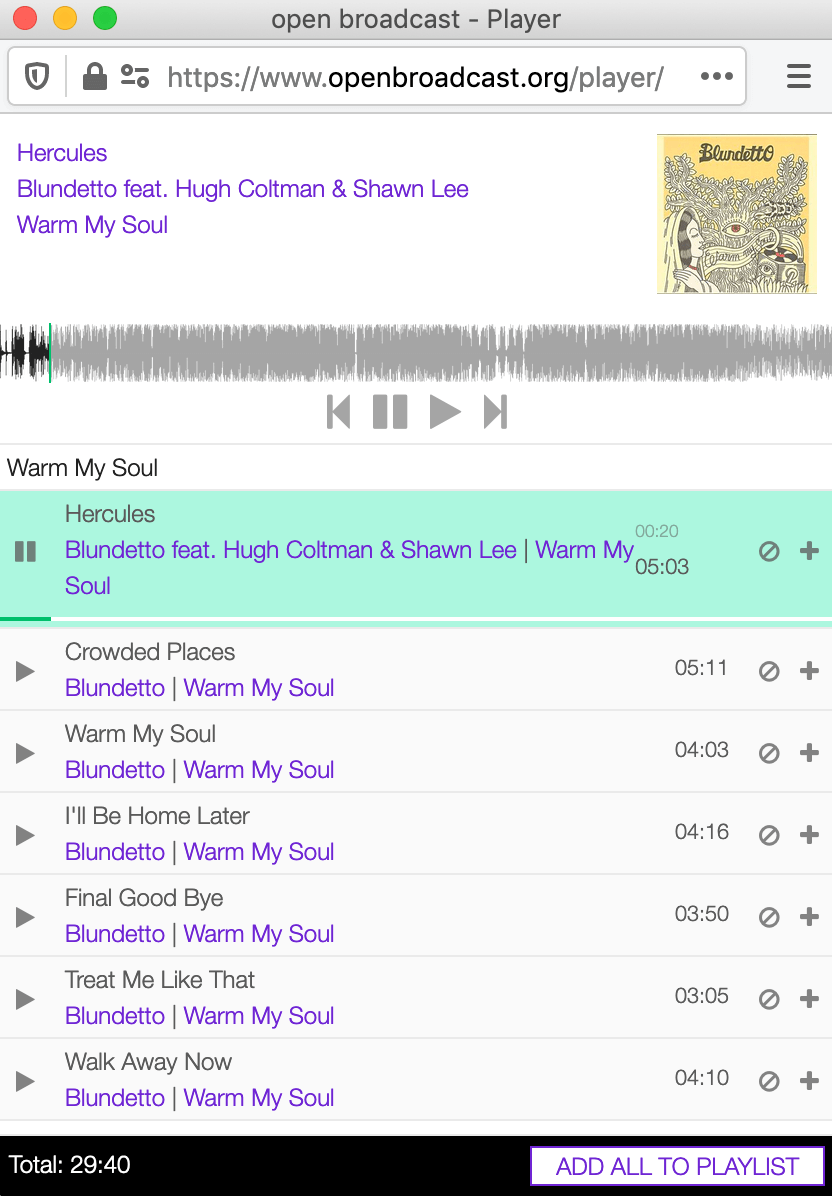 open broadcast - Player
https://www.openbroadcast.org/player/
Hercules
Blundetto feat. Hugh Coltman & Shawn Lee
Warm My Soul
Blundetto
Warm my Soul
Warm My Soul
Hercules
Blundetto feat. Hugh Coltman & Shawn Lee | Warm My
Soul
00:20
05:03
Crowded Places
Blundetto | Warm My Soul
05:11
Warm My Soul
Blundetto | Warm My Soul
04:03
I'll Be Home Later
Blundetto | Warm My Soul
04:16
Final Good Bye
Blundetto | Warm My Soul
03:50
Treat Me Like That
Blundetto | Warm My Soul
03:05
Walk Away Now
Blundetto | Warm My Soul
04:10
Total: 29:40
ADD ALL TO PLAYLIST